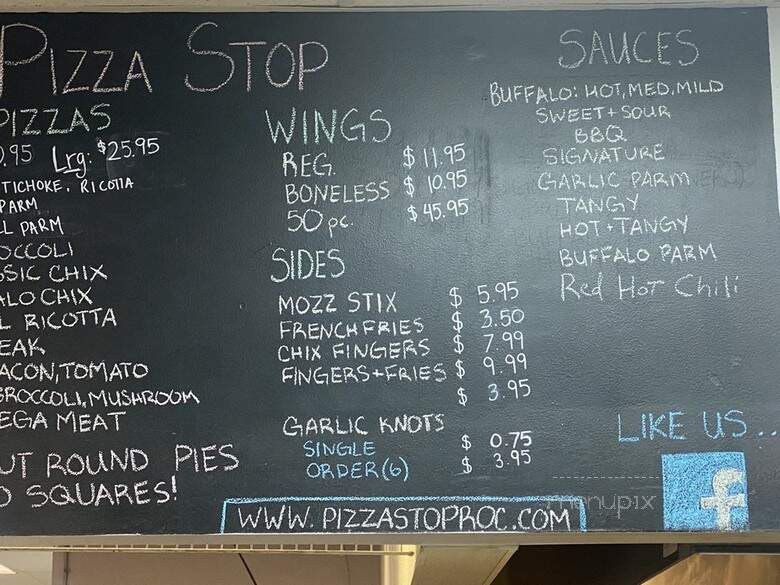 PIZZA STOP
PIZZAS
.95 Lrg: $25.95
TICHOKE, RICOTTA
PARM
L PARM
OCCOLI
SSIC CHIX
ALO CHIX
L RICOTTA
EAK
ACON, TOMATO
BROCCOLI, MUSHROOM
EGA MEAT
UT ROUND PIES
O SQUARES!
WINGS
REG. $11.95
BONELESS $10.95
50 pc. $45.95
SIDES
MOZZ STIX $5.95
FRENCH FRIES $3.50
CHIX FINGERS $7.99
FINGERS+FRIES $9.99
$3.95
GARLIC KNOTS
SINGLE $0.75
ORDER(6) $3.95
WWW.PIZZASTOPROC.COM
SAUCES
BUFFALO: HOT, MED, MILD
SWEET+SOUR
BBQ
SIGNATURE
GARLIC PARM
TANGY
HOT+TANGY
BUFFALO PARM
Red Hot Chili
LIKE US...
f
menupix